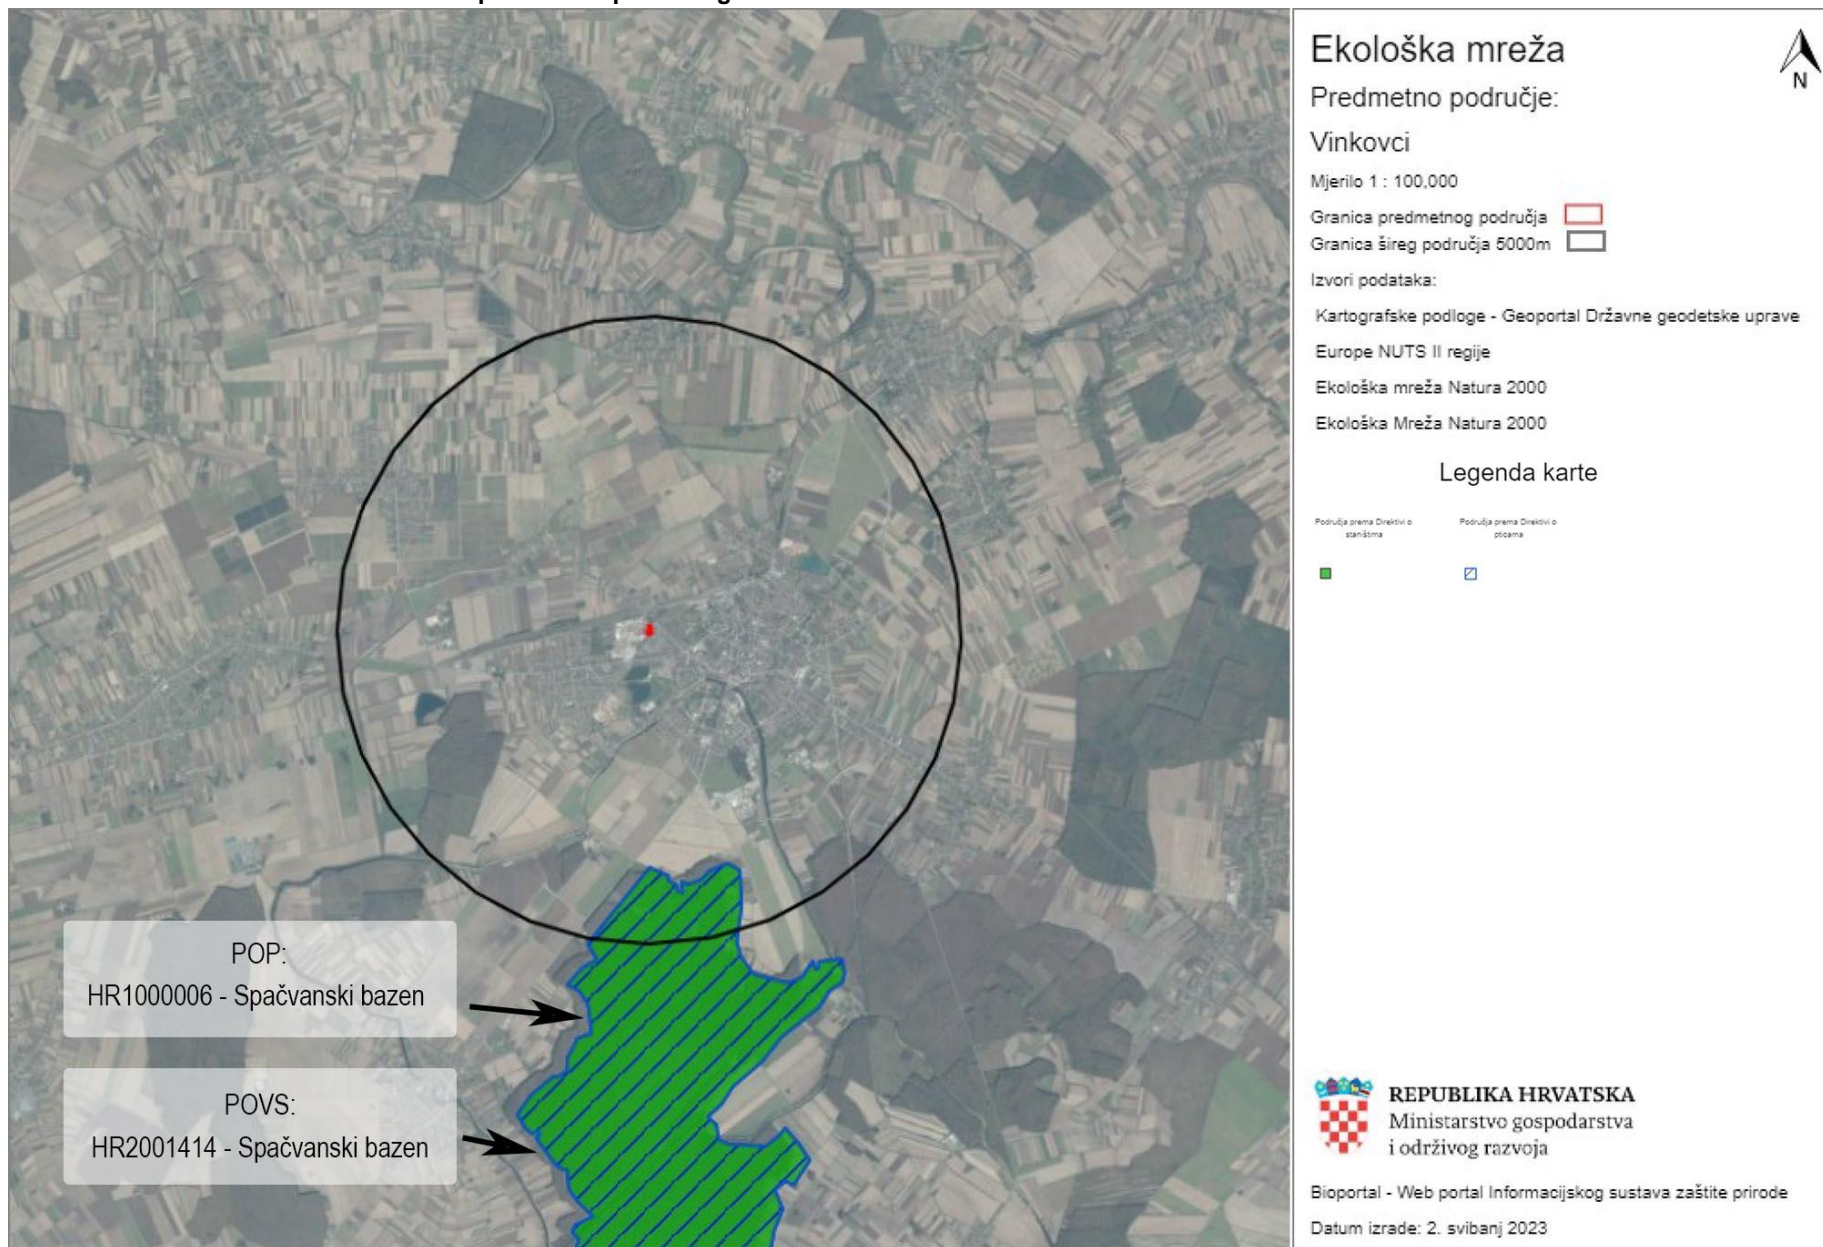 Ekološka mreža
N
Predmetno područje:
Vinkovci
Mjerilo 1 : 100,000
Granica predmetnog područja
Granica šireg područja 5000m
Izvori podataka:
Kartografske podloge - Geoportal Državne geodetske uprave
Europe NUTS II regije
Ekološka mreža Natura 2000
Ekološka Mreža Natura 2000
Legenda karte
Područja prema Direktivi o
staništima
Područja prema Direktivi o
pticama
POP:
HR1000006 - Spačvanski bazen
POVS:
HR2001414 - Spačvanski bazen
REPUBLIKA HRVATSKA
Ministarstvo gospodarstva
i održivog razvoja
Bioportal - Web portal Informacijskog sustava zaštite prirode
Datum izrade: 2. svibanj 2023